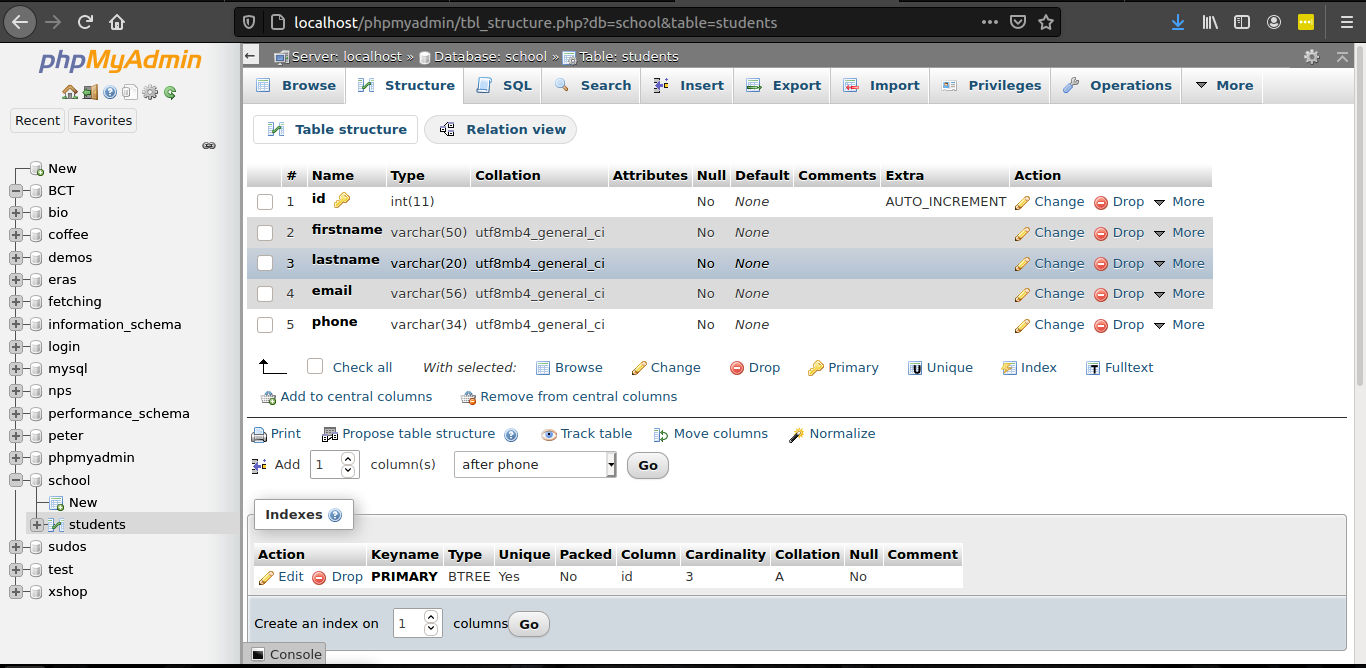 localhost/phpmyadmin/tbl_structure.php?db=school&table=students
phpMyAdmin
Recent Favorites
New
BCT
bio
coffee
demos
eras
fetching
information_schema
login
mysql
nps
performance_schema
peter
phpmyadmin
school
New
students
sudos
test
xshop
Server: localhost » Database: school » Table: students
Browse Structure SQL Search Insert Export Import Privileges Operations More
Table structure Relation view
# Name Type Collation Attributes Null Default Comments Extra Action
1 id int(11) No None AUTO_INCREMENT Change Drop More
2 firstname varchar(50) utf8mb4_general_ci No None Change Drop More
3 lastname varchar(20) utf8mb4_general_ci No None Change Drop More
4 email varchar(56) utf8mb4_general_ci No None Change Drop More
5 phone varchar(34) utf8mb4_general_ci No None Change Drop More
Check all With selected: Browse Change Drop Primary Unique Index Fulltext
Add to central columns Remove from central columns
Print Propose table structure Track table Move columns Normalize
Add 1 column(s) after phone Go
Indexes
Action Keyname Type Unique Packed Column Cardinality Collation Null Comment
Edit Drop PRIMARY BTREE Yes No id 3 A No
Create an index on 1 columns Go
Console